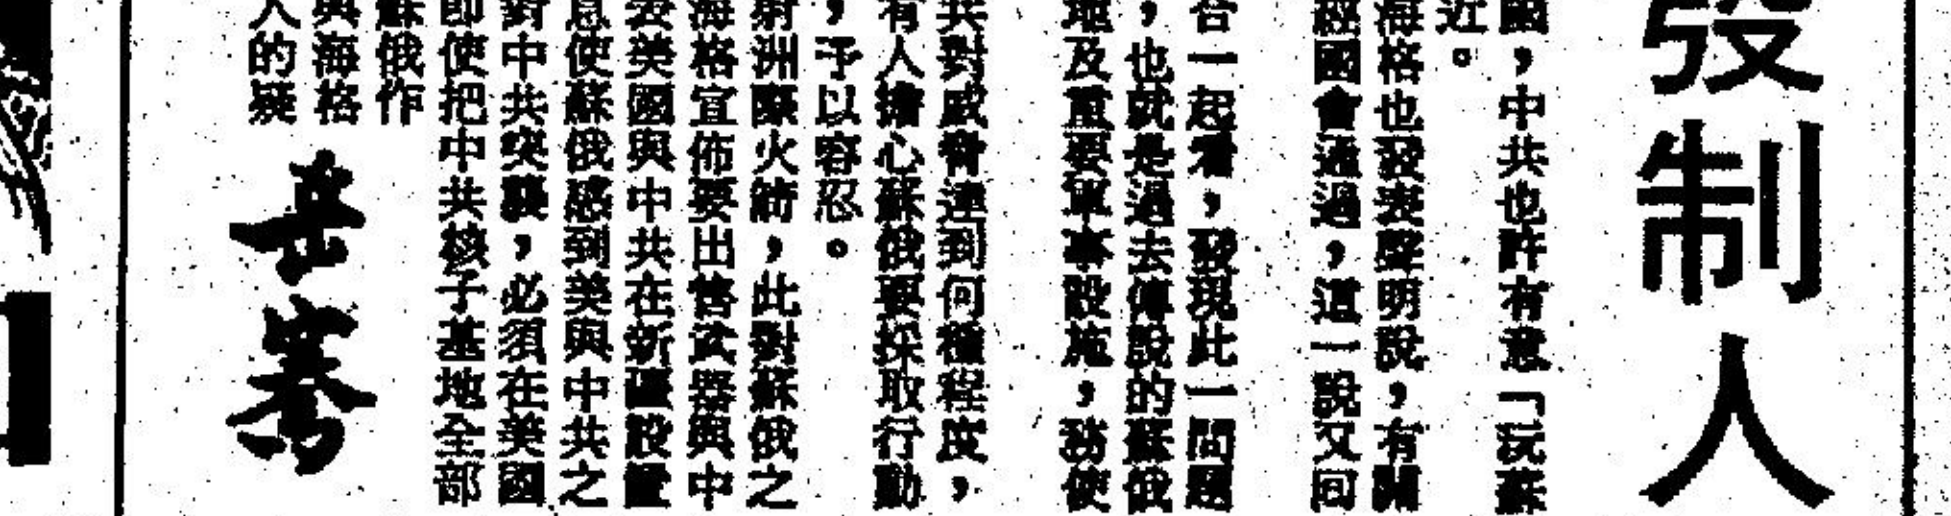 發制人
國，中共也許有意「玩蘇
近。
海格也發表聲明說，有關
經國會通過，這一說又同
合一起看，發現此一問題
，也就是過去傳說的蘇俄
地及重要軍事設施，務使
共對威脅達到何種程度，
有人擔心蘇俄要採取行動
，予以容忍。
射洲際火箭，此對蘇俄之
海格宣佈要出售武器與中
表美國與中共在新疆設置
息使蘇俄感到美與中共之
對中共突襲，必須在美國
即使把中共核子基地全部
蘇俄作
與海格
人的疑
岳騫